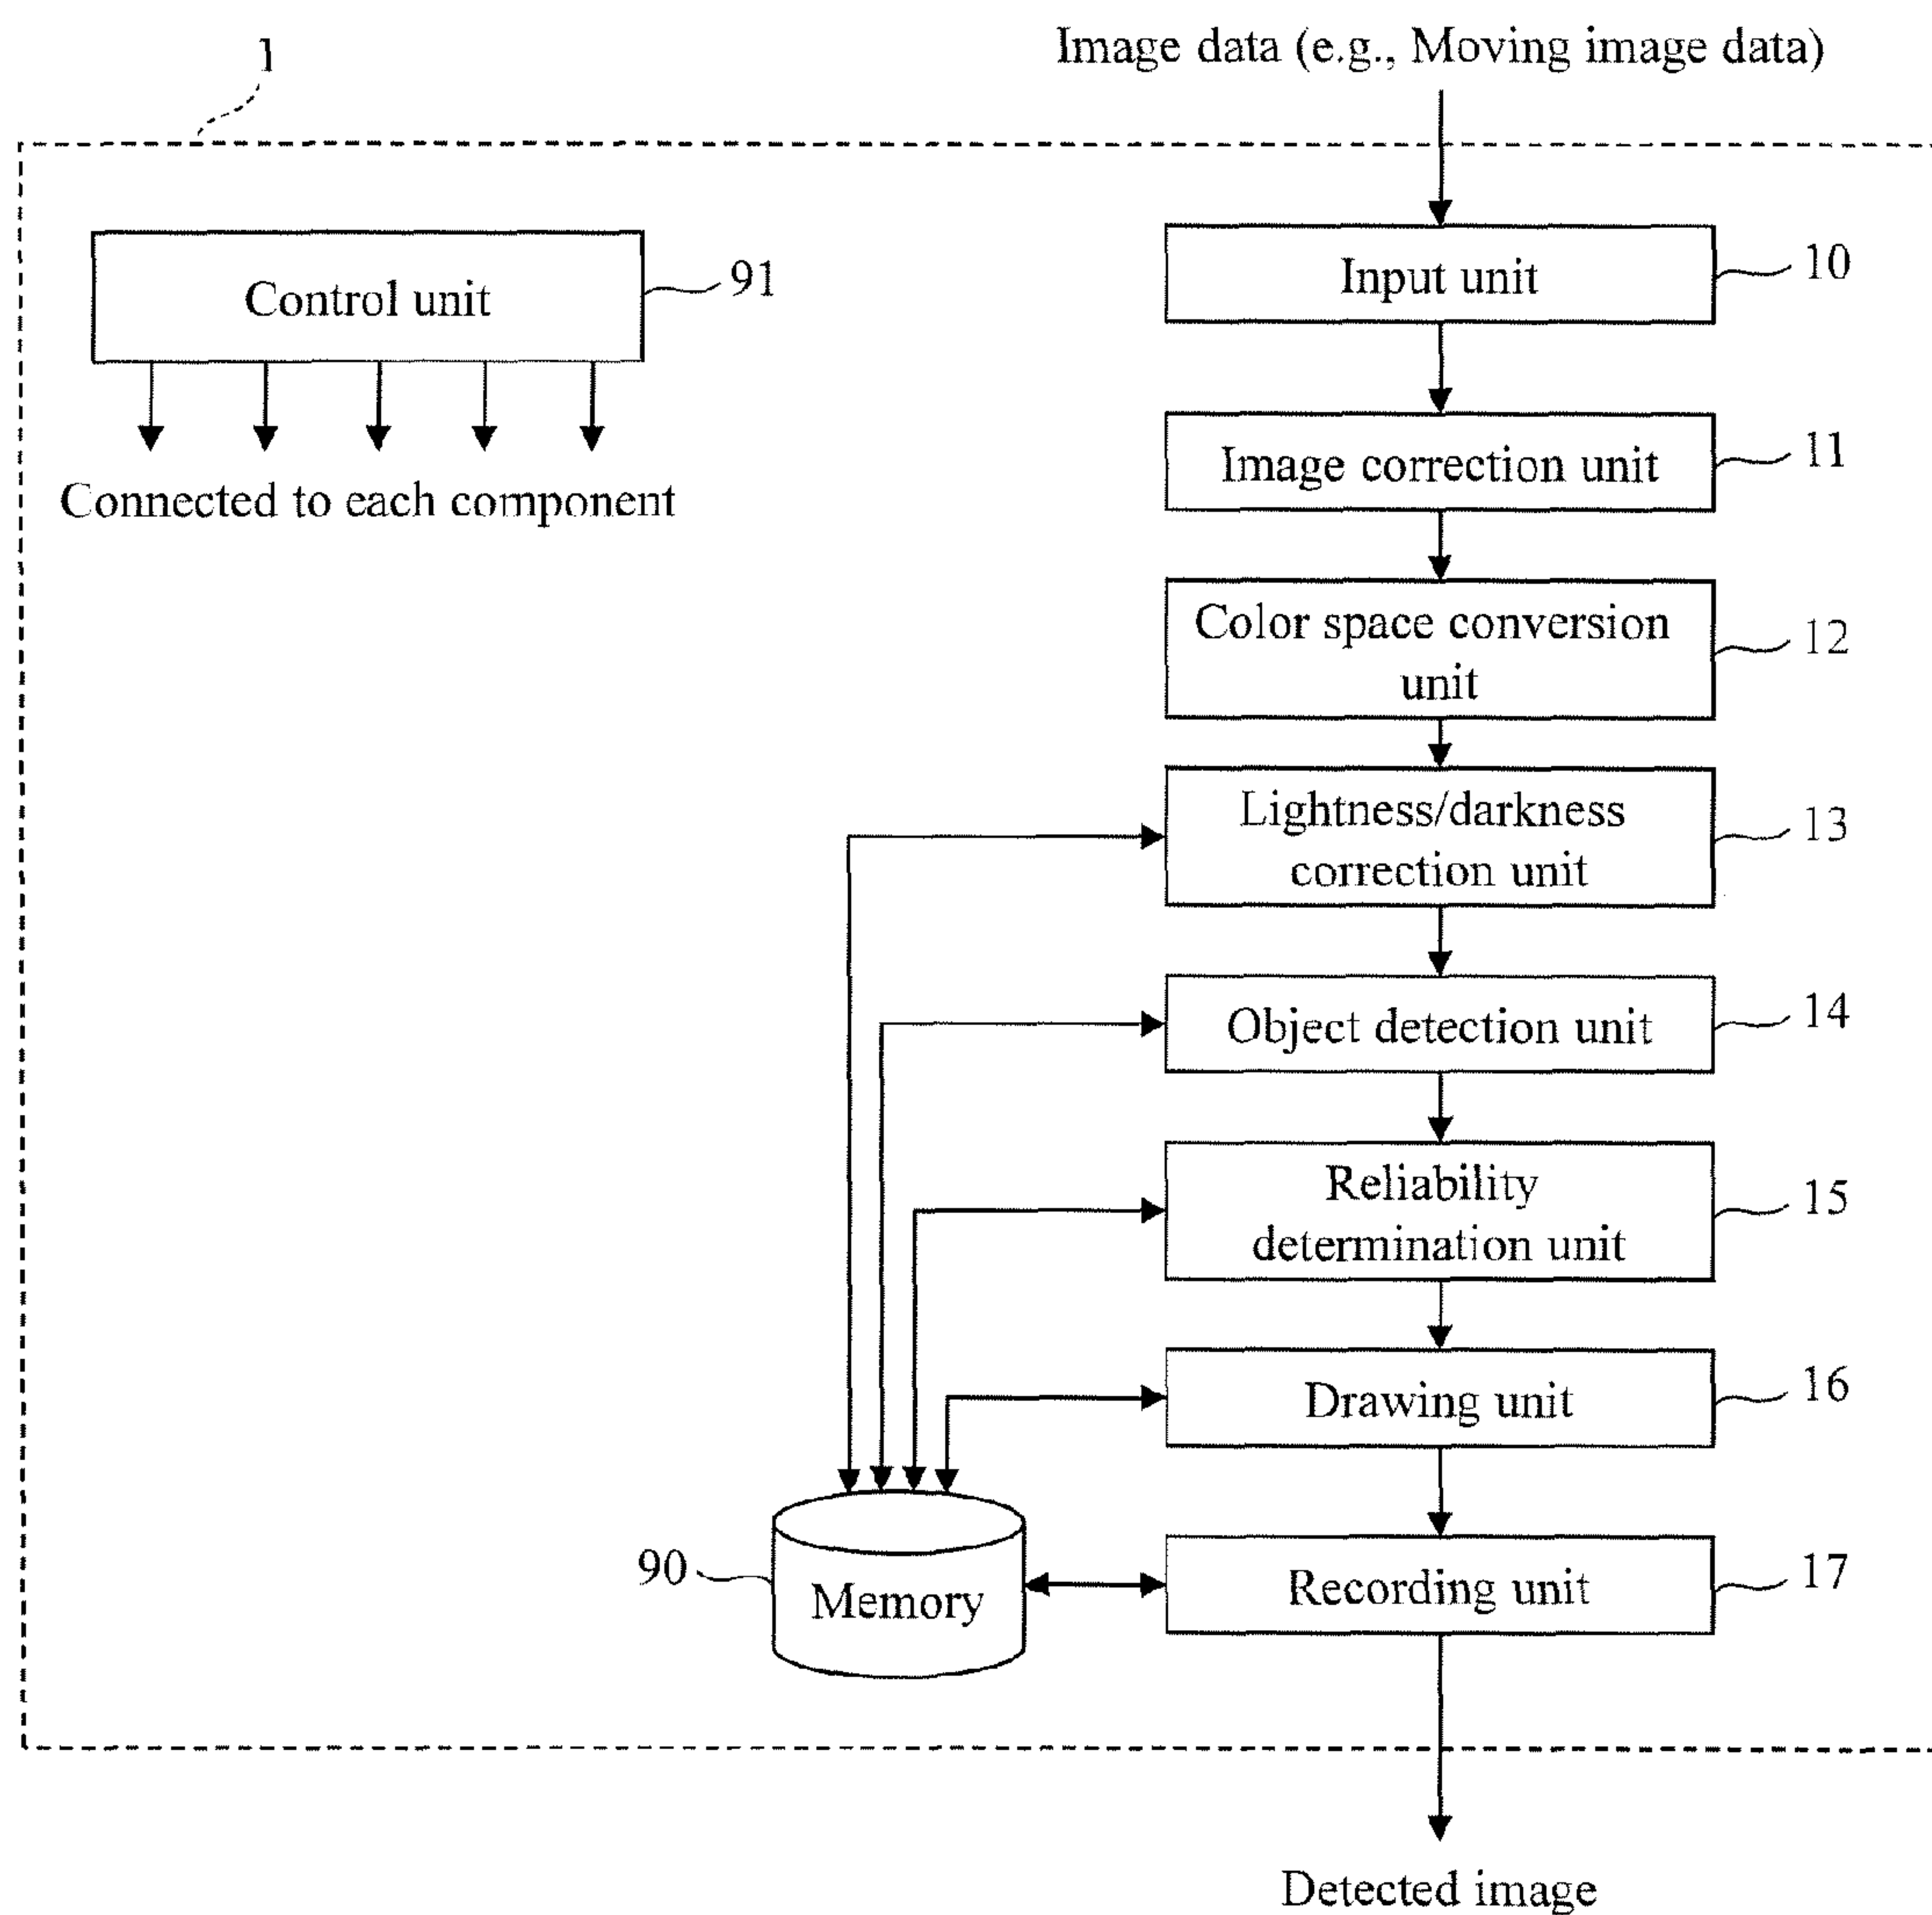 1
Image data (e.g., Moving image data)
Control unit
91
Connected to each component
Input unit
10
Image correction unit
11
Color space conversion
unit
12
Lightness/darkness
correction unit
13
Object detection unit
14
Reliability
determination unit
15
Drawing unit
16
90
Memory
Recording unit
17
Detected image